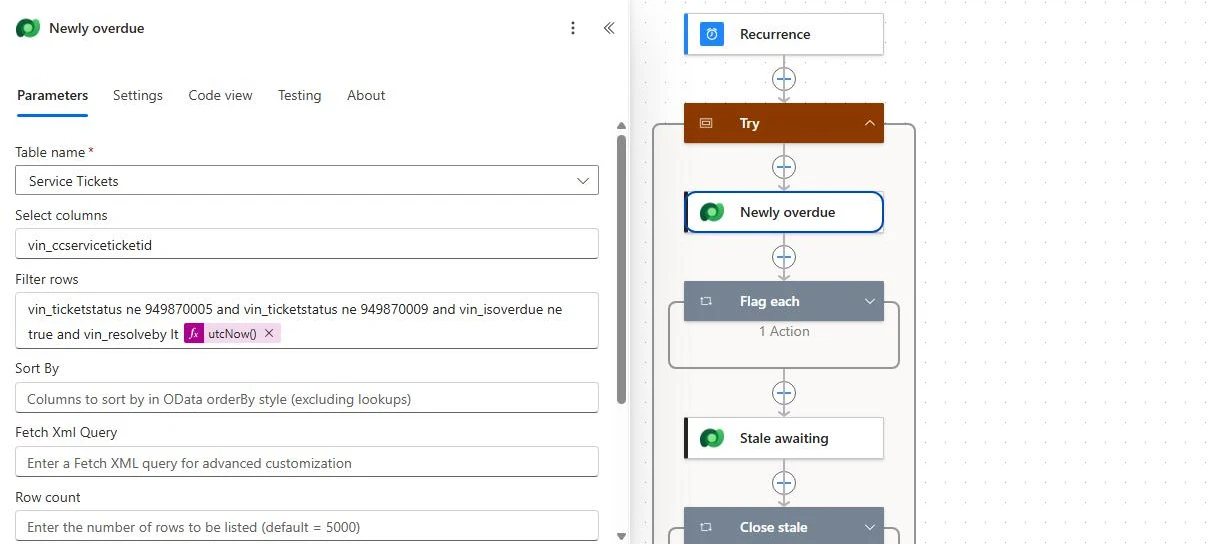 Newly overdue
Parameters Settings Code view Testing About
Table name *
Service Tickets
Select columns
vin_ccserviceticketid
Filter rows
vin_ticketstatus ne 949870005 and vin_ticketstatus ne 949870009 and vin_isoverdue ne
true and vin_resolveby lt fx utcNow() ×
Sort By
Columns to sort by in OData orderBy style (excluding lookups)
Fetch Xml Query
Enter a Fetch XML query for advanced customization
Row count
Enter the number of rows to be listed (default = 5000)
Recurrence
Try
Newly overdue
Flag each
1 Action
Stale awaiting
Close stale